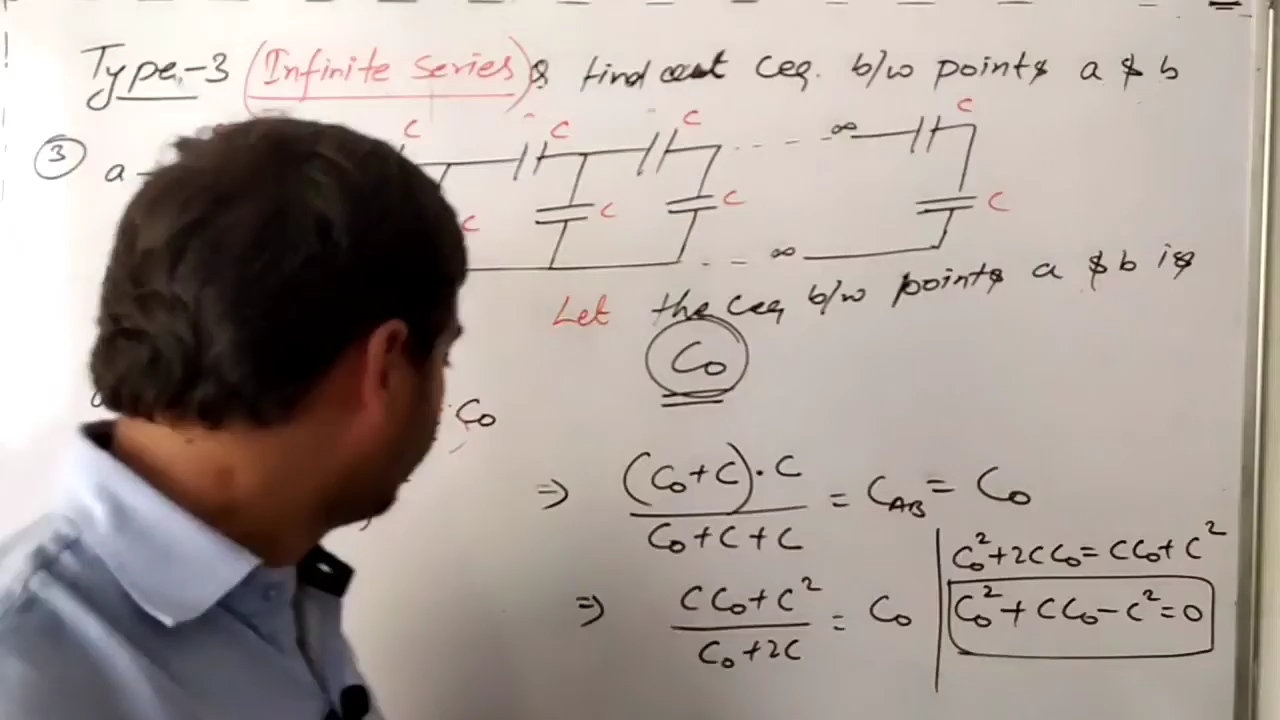 Type-3 (Infinite series) & find out Ceq. b/w points a & b
③ a
C C C ∞ C
C C C C
∞
Let the Ceq b/w points a & b is
C₀
C₀
⇒ (C₀+C)·C / C₀+C+C = C_AB = C₀
C₀²+2CC₀=CC₀+C²
⇒ CC₀+C² / C₀+2C = C₀
C₀²+CC₀-C²=0